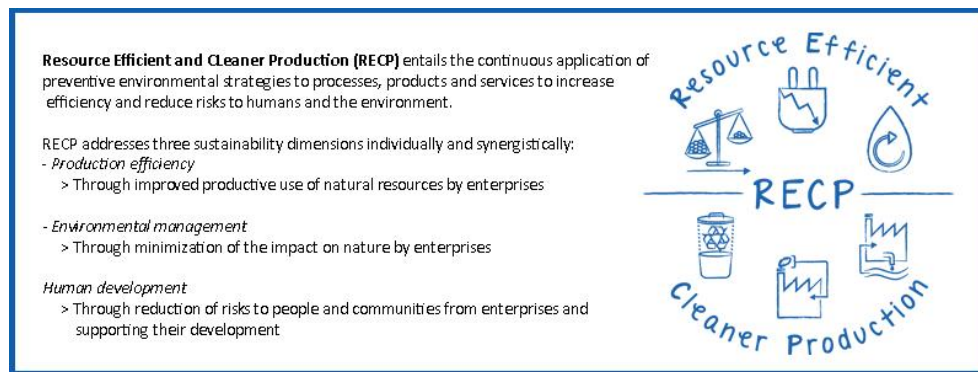 Resource Efficient and CLeaner Production (RECP) entails the continuous application of
preventive environmental strategies to processes, products and services to increase
efficiency and reduce risks to humans and the environment.
RECP addresses three sustainability dimensions individually and synergistically:
- Production efficiency
> Through improved productive use of natural resources by enterprises
- Environmental management
> Through minimization of the impact on nature by enterprises
Human development
> Through reduction of risks to people and communities from enterprises and
supporting their development
Resource Efficient
RECP
Cleaner Production